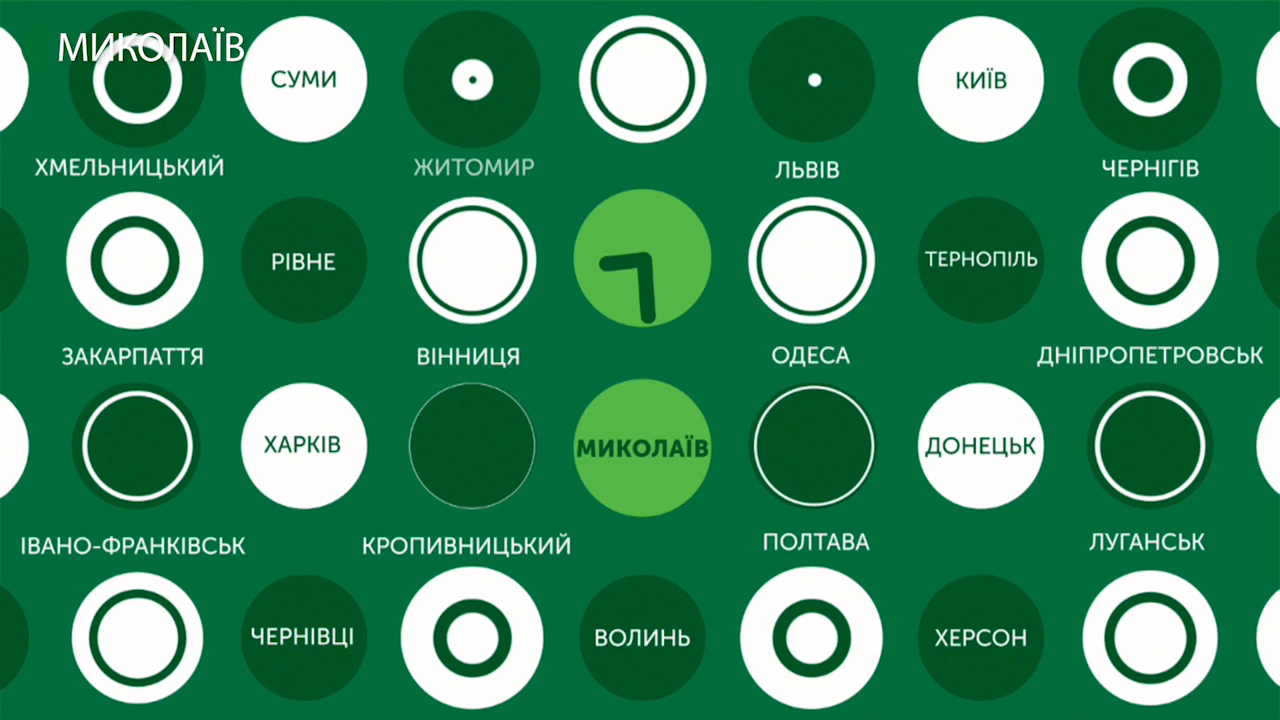 МИКОЛАЇВ
СУМИ
КИЇВ
ХМЕЛЬНИЦЬКИЙ
ЖИТОМИР
ЛЬВІВ
ЧЕРНІГІВ
РІВНЕ
ТЕРНОПІЛЬ
ЗАКАРПАТТЯ
ВІННИЦЯ
ОДЕСА
ДНІПРОПЕТРОВСЬК
ХАРКІВ
МИКОЛАЇВ
ДОНЕЦЬК
ІВАНО-ФРАНКІВСЬК
КРОПИВНИЦЬКИЙ
ПОЛТАВА
ЛУГАНСЬК
ЧЕРНІВЦІ
ВОЛИНЬ
ХЕРСОН